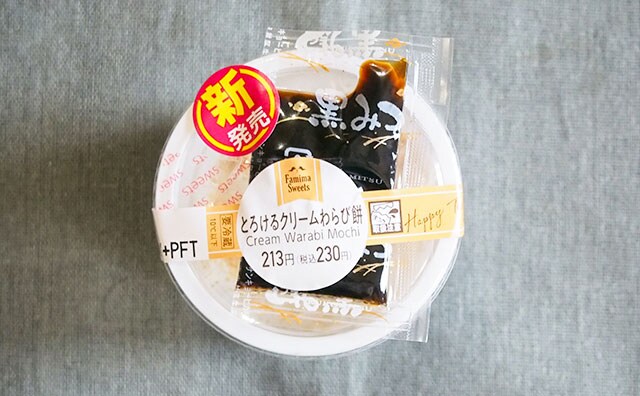 新
発売
黒みつ
MITSU
Famima
Sweets
とろけるクリームわらび餅
Cream Warabi Mochi
213円(税込230円)
要冷蔵
10℃以下
+PFT
Happy
sweets